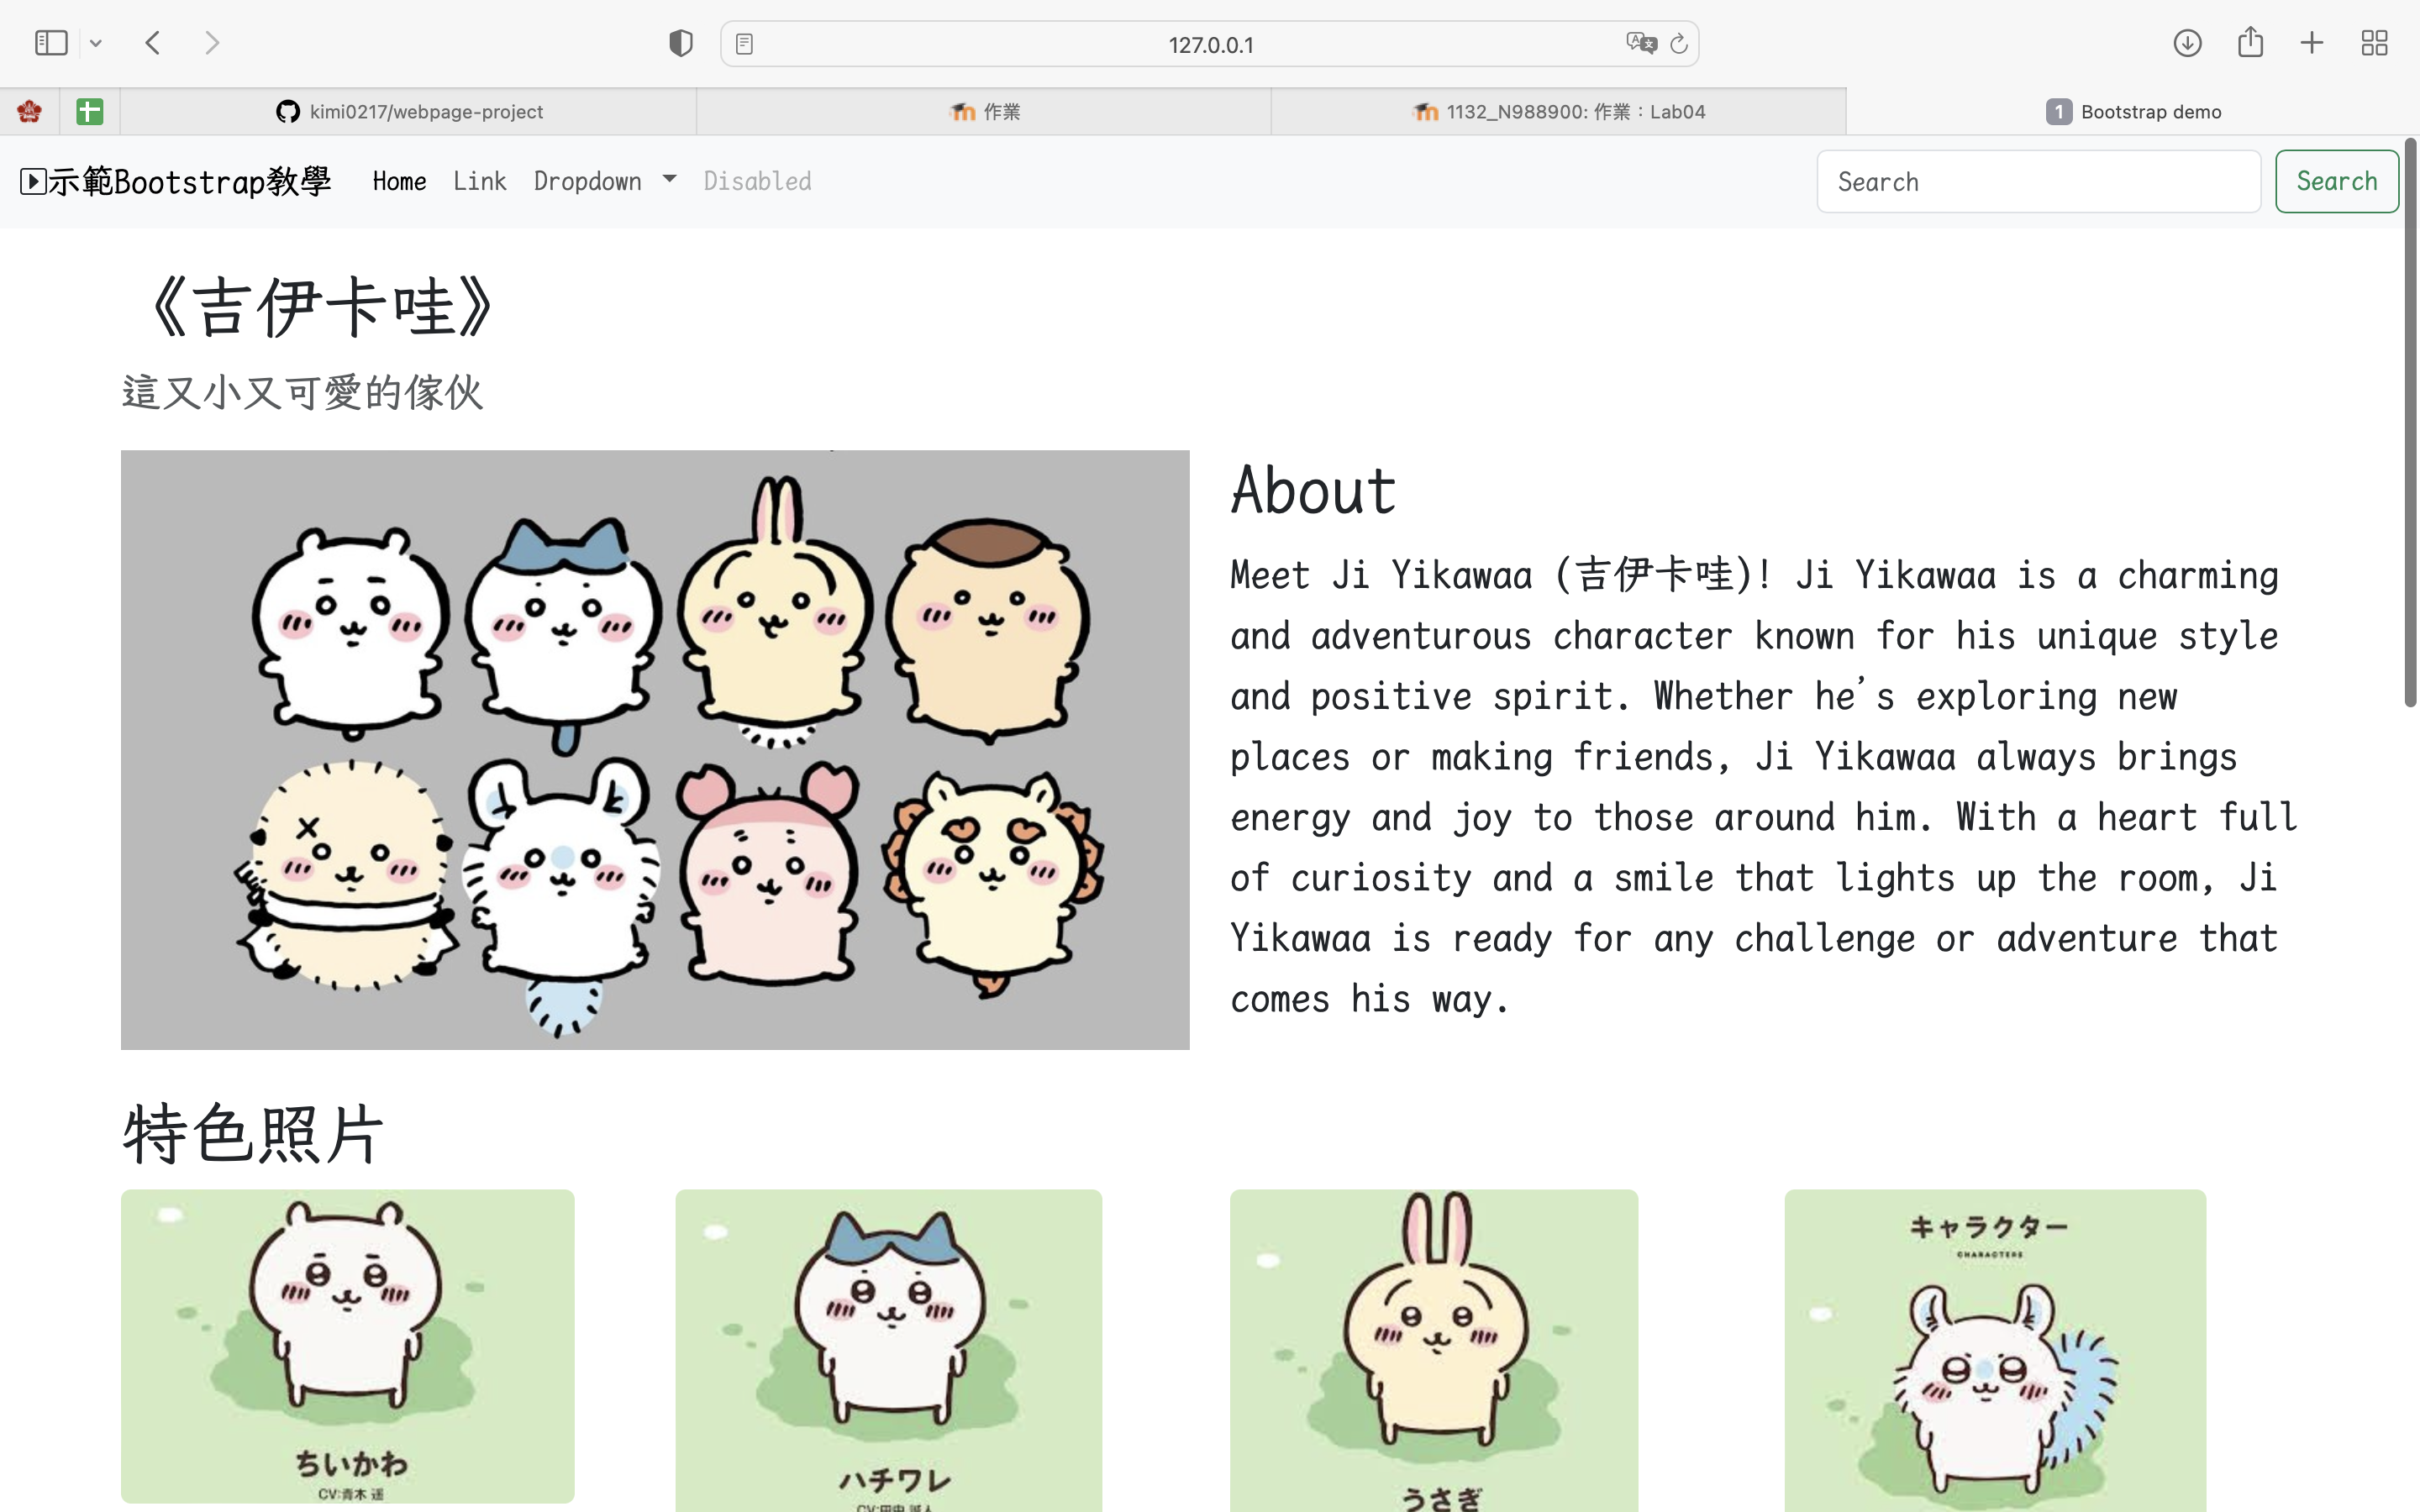 127.0.0.1
kimi0217/webpage-project
作業
1132_N988900: 作業：Lab04
1 Bootstrap demo
示範Bootstrap教學 Home Link Dropdown Disabled Search Search
《吉伊卡哇》
這又小又可愛的傢伙
About
Meet Ji Yikawaa (吉伊卡哇)! Ji Yikawaa is a charming
and adventurous character known for his unique style
and positive spirit. Whether he’s exploring new
places or making friends, Ji Yikawaa always brings
energy and joy to those around him. With a heart full
of curiosity and a smile that lights up the room, Ji
Yikawaa is ready for any challenge or adventure that
comes his way.
特色照片
ちいかわ
CV:青木 遥
ハチワレ
うさぎ
キャラクター
CHARACTERS